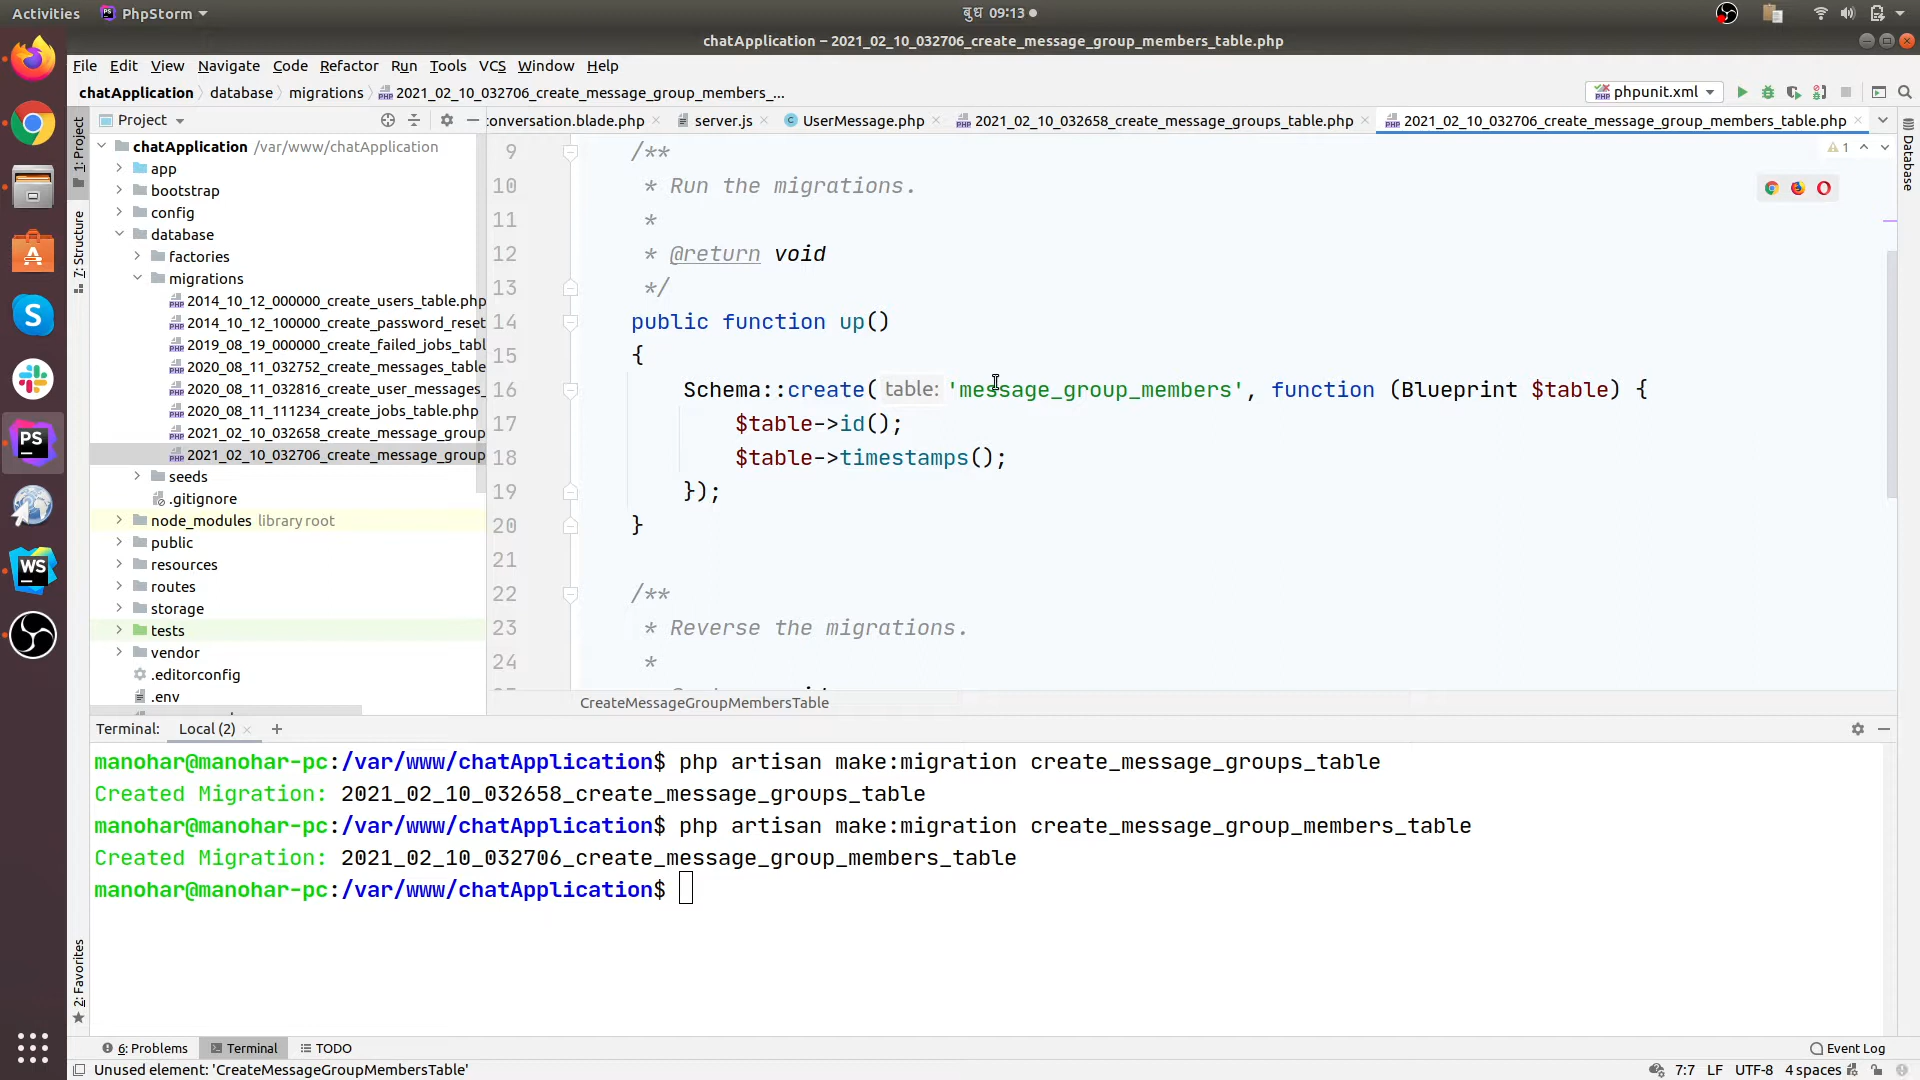 Activities PhpStorm बुध 09:13
chatApplication – 2021_02_10_032706_create_message_group_members_table.php
File Edit View Navigate Code Refactor Run Tools VCS Window Help
chatApplication database migrations 2021_02_10_032706_create_message_group_members_... phpunit.xml
Project
conversation.blade.php server.js UserMessage.php 2021_02_10_032658_create_message_groups_table.php 2021_02_10_032706_create_message_group_members_table.php
1: Project
7: Structure
2: Favorites
Database
chatApplication /var/www/chatApplication
app
bootstrap
config
database
factories
migrations
2014_10_12_000000_create_users_table.php
2014_10_12_100000_create_password_reset
2019_08_19_000000_create_failed_jobs_tabl
2020_08_11_032752_create_messages_table
2020_08_11_032816_create_user_messages_
2020_08_11_111234_create_jobs_table.php
2021_02_10_032658_create_message_group
2021_02_10_032706_create_message_group
seeds
.gitignore
node_modules library root
public
resources
routes
storage
tests
vendor
.editorconfig
.env
1
9 /**
10 * Run the migrations.
11 *
12 * @return void
13 */
14 public function up()
15 {
16 Schema::create( table: 'message_group_members', function (Blueprint $table) {
17 $table->id();
18 $table->timestamps();
19 });
20 }
21
22 /**
23 * Reverse the migrations.
24 *
CreateMessageGroupMembersTable
Terminal: Local (2) +
manohar@manohar-pc:/var/www/chatApplication$ php artisan make:migration create_message_groups_table
Created Migration: 2021_02_10_032658_create_message_groups_table
manohar@manohar-pc:/var/www/chatApplication$ php artisan make:migration create_message_group_members_table
Created Migration: 2021_02_10_032706_create_message_group_members_table
manohar@manohar-pc:/var/www/chatApplication$
6: Problems Terminal TODO Event Log
Unused element: 'CreateMessageGroupMembersTable' 7:7 LF UTF-8 4 spaces